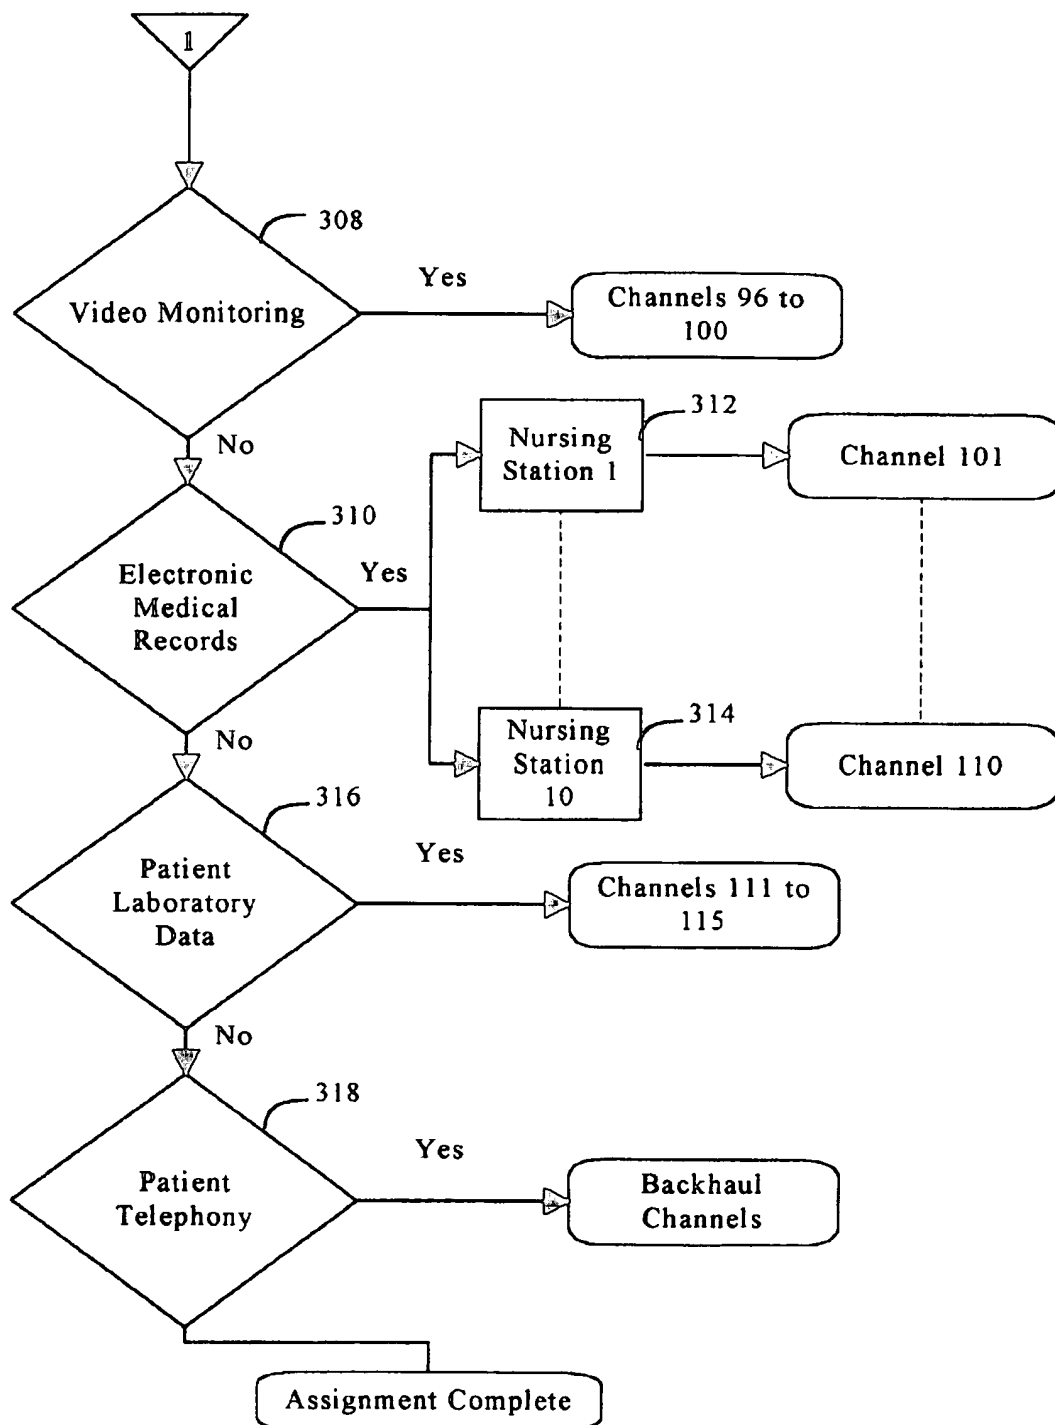 1
308
Yes
Video Monitoring
Channels 96 to
100
No
312
Nursing
Station 1
Channel 101
310
Yes
Electronic
Medical
Records
314
Nursing
Station
10
Channel 110
No
316
Yes
Patient
Laboratory
Data
Channels 111 to
115
No
318
Yes
Patient
Telephony
Backhaul
Channels
Assignment Complete